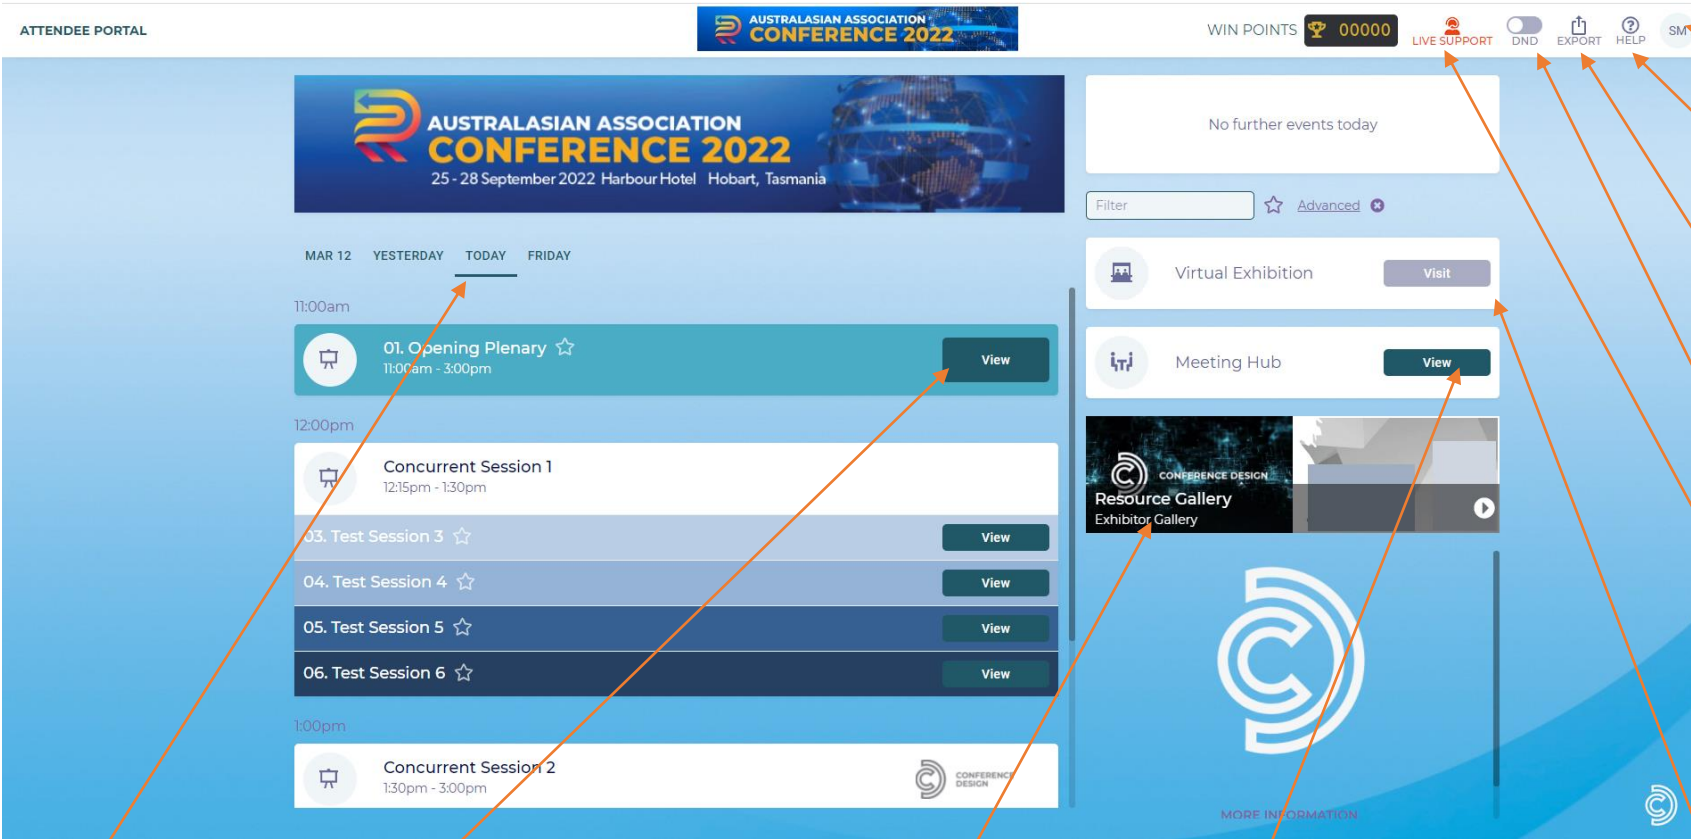 ATTENDEE PORTAL
AUSTRALASIAN ASSOCIATION
CONFERENCE 2022
WIN POINTS 00000
LIVE SUPPORT
DND
EXPORT
HELP
SM
AUSTRALASIAN ASSOCIATION
CONFERENCE 2022
25 - 28 September 2022 Harbour Hotel Hobart, Tasmania
No further events today
Filter
Advanced
MAR 12 YESTERDAY TODAY FRIDAY
11:00am
01. Opening Plenary
11:00am - 3:00pm
View
12:00pm
Concurrent Session 1
12:15pm - 1:30pm
03. Test Session 3
View
04. Test Session 4
View
05. Test Session 5
View
06. Test Session 6
View
1:00pm
Concurrent Session 2
1:30pm - 3:00pm
CONFERENCE
DESIGN
Virtual Exhibition
Visit
Meeting Hub
View
CONFERENCE DESIGN
Resource Gallery
Exhibitor Gallery
MORE INFORMATION